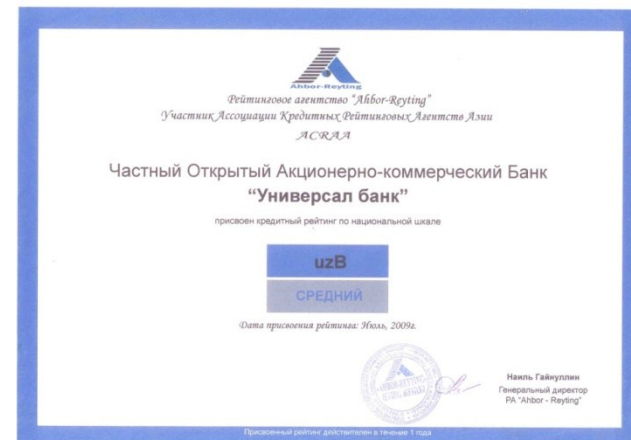 Ahbor-Reyting
Рейтинговое агентство "Ahbor-Reyting"
Участник Ассоциации Кредитных Рейтинговых Агентств Азии
ACRAA
Частный Открытый Акционерно-коммерческий Банк
"Универсал банк"
присвоен кредитный рейтинг по национальной шкале
uzB
СРЕДНИЙ
Дата присвоения рейтинга: Июль, 2009г.
Наиль Гайнуллин
Генеральный директор
РА "Ahbor - Reyting"
Присвоенный рейтинг действителен в течение 1 года